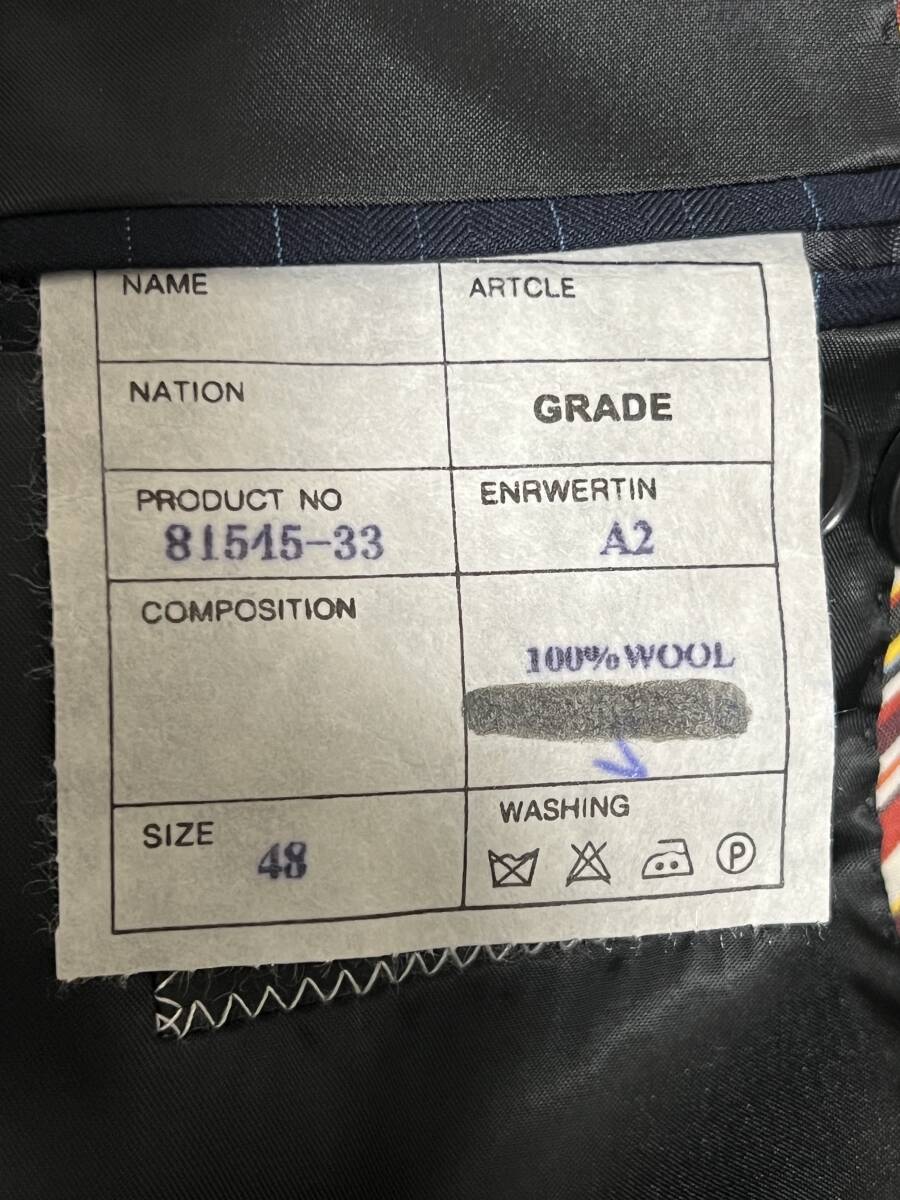 NAME
ARTCLE
NATION
GRADE
PRODUCT NO
81545-33
ENRWERTIN
A2
COMPOSITION
100%WOOL
SIZE
48
WASHING
P